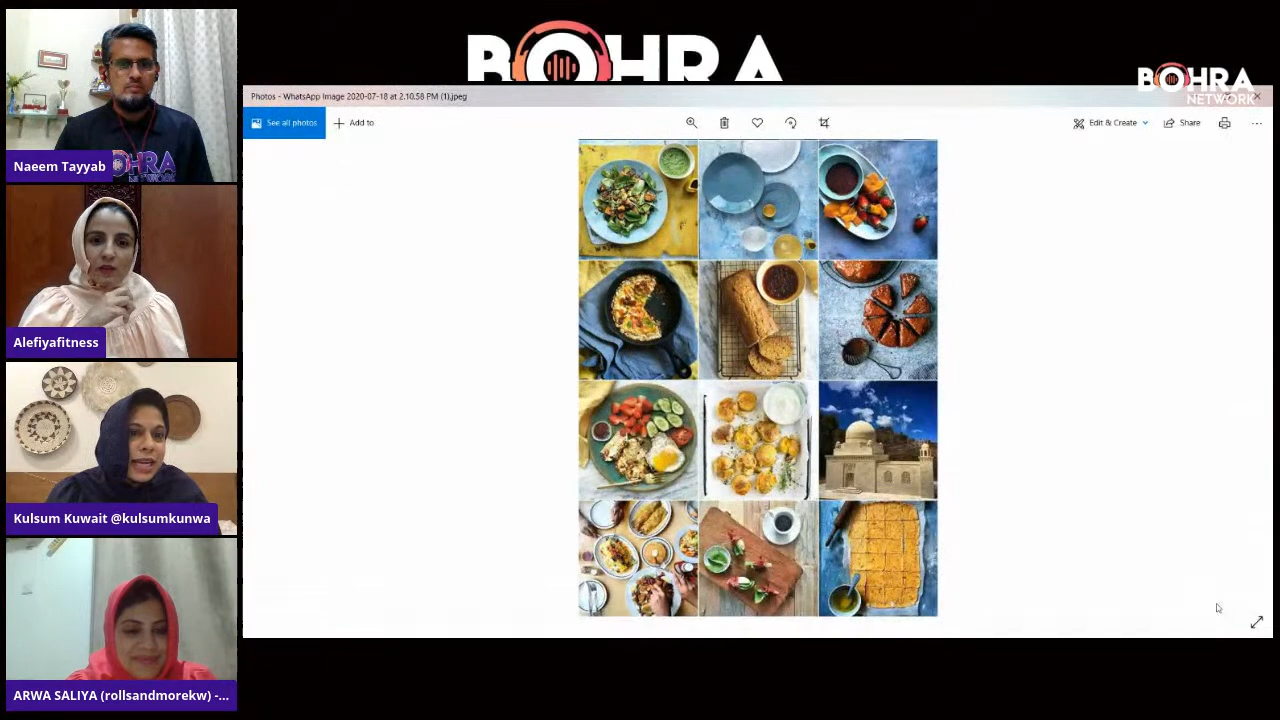 BOHRA
BOHRA
NETWORK
Photos - WhatsApp Image 2020-07-18 at 2.10.58 PM (1).jpeg
See all photos
Add to
Edit & Create
Share
BOHRA
Naeem Tayyab
Alefiyafitness
Kulsum Kuwait @kulsumkunwa
ARWA SALIYA (rollsandmorekw) -...